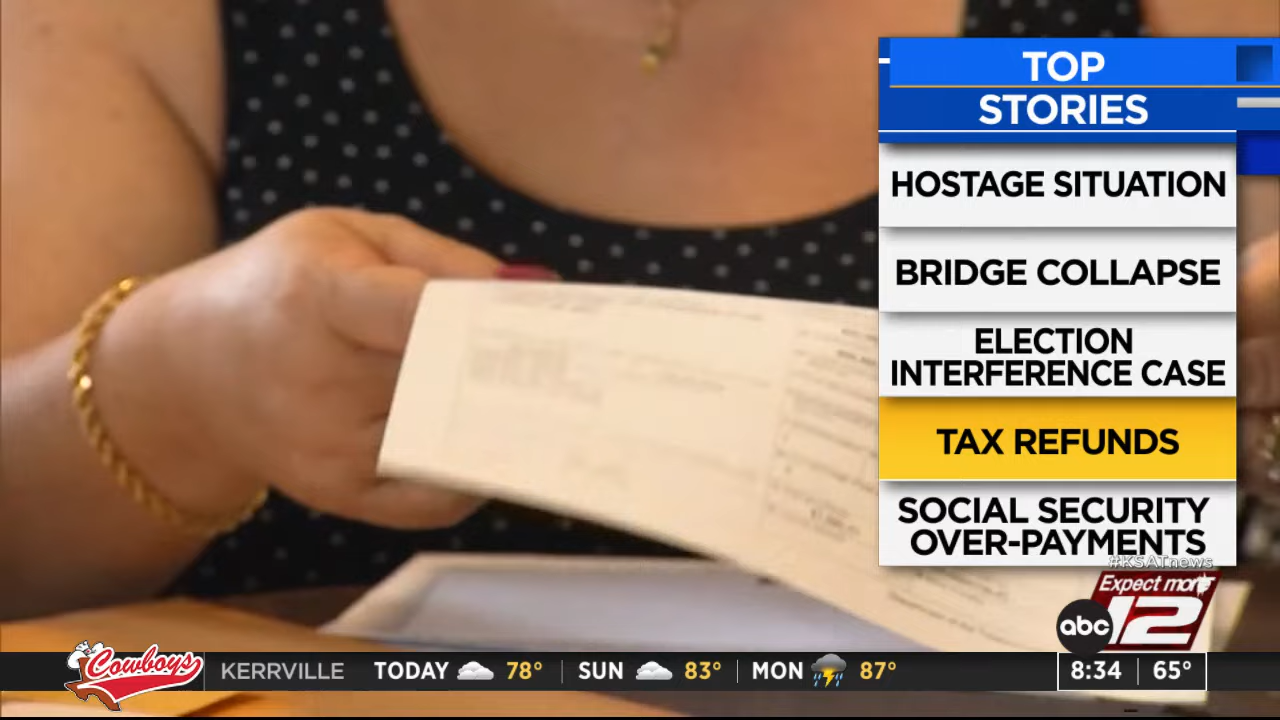 TOP
STORIES
HOSTAGE SITUATION
BRIDGE COLLAPSE
ELECTION
INTERFERENCE CASE
TAX REFUNDS
SOCIAL SECURITY
OVER-PAYMENTS
#KSATnews
Expect more
abc 12
Cowboys KERRVILLE TODAY 78° SUN 83° MON 87° 8:34 65°